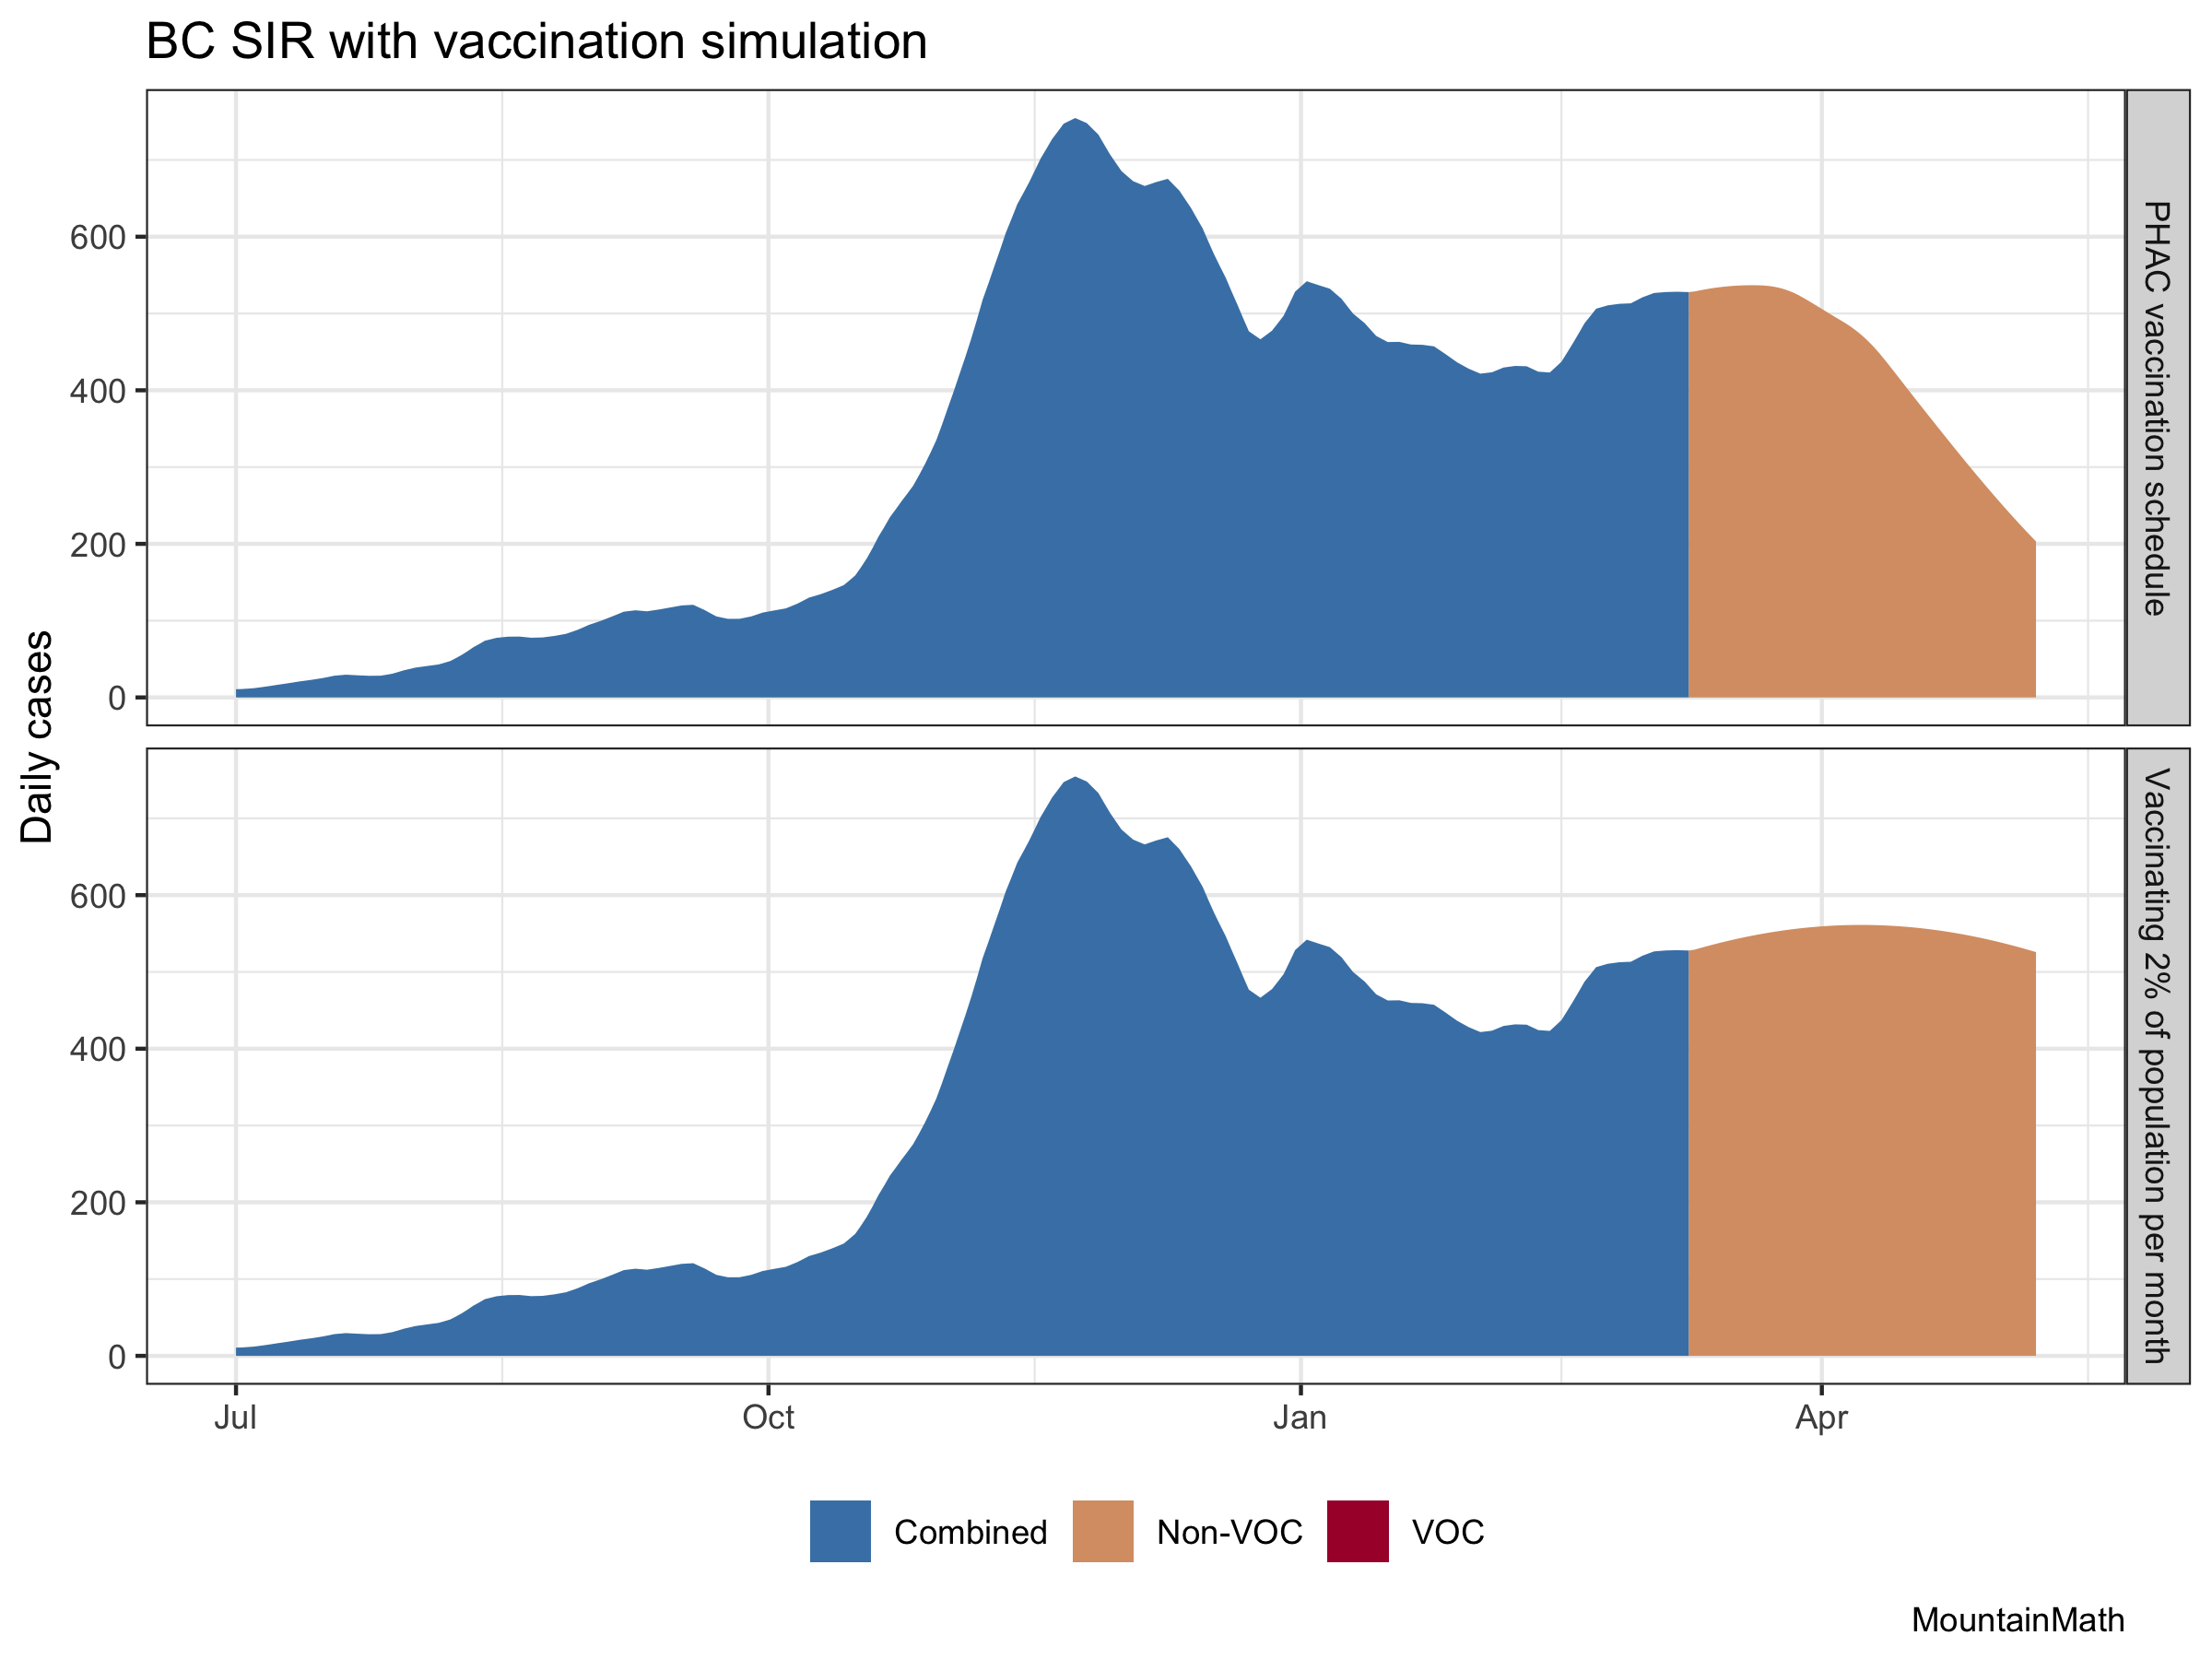 BC SIR with vaccination simulation
Daily cases
600
400
200
0
PHAC vaccination schedule
600
400
200
0
Vaccinating 2% of population per month
Jul
Oct
Jan
Apr
Combined
Non-VOC
VOC
MountainMath